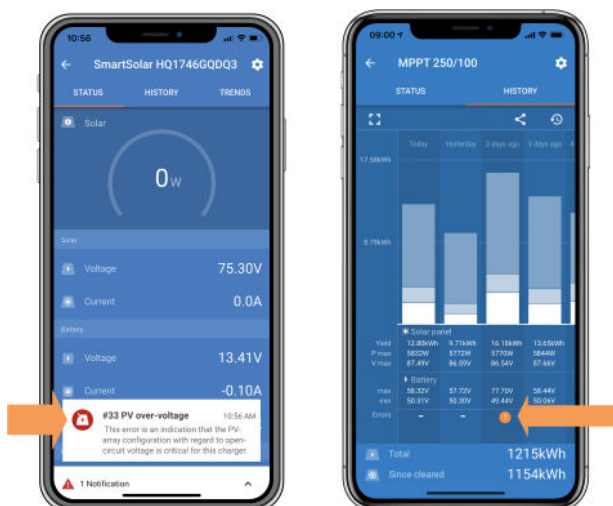 10:56
SmartSolar HQ1746GQDQ3
STATUS HISTORY TRENDS
Solar
0W
Solar
Voltage 75.30V
Current 0.0A
Battery
Voltage 13.41V
Current -0.10A
#33 PV over-voltage 10:56 AM
This error is an indication that the PV-
array configuration with regard to open-
circuit voltage is critical for this charger.
1 Notification
09:00
MPPT 250/100
STATUS HISTORY
Today Yesterday 2 days ago 3 days ago 4
17.58kWh
8.79kWh
Solar panel
Yield 12.80kWh 9.71kWh 16.18kWh 13.65kWh
P max 5832W 5772W 5770W 5844W
V max 87.49V 86.59V 86.54V 87.66V
Battery
max 58.32V 57.72V 77.70V 58.44V
min 50.31V 50.30V 49.44V 50.06V
Errors - - 1
Total 1215kWh
Since cleared 1154kWh